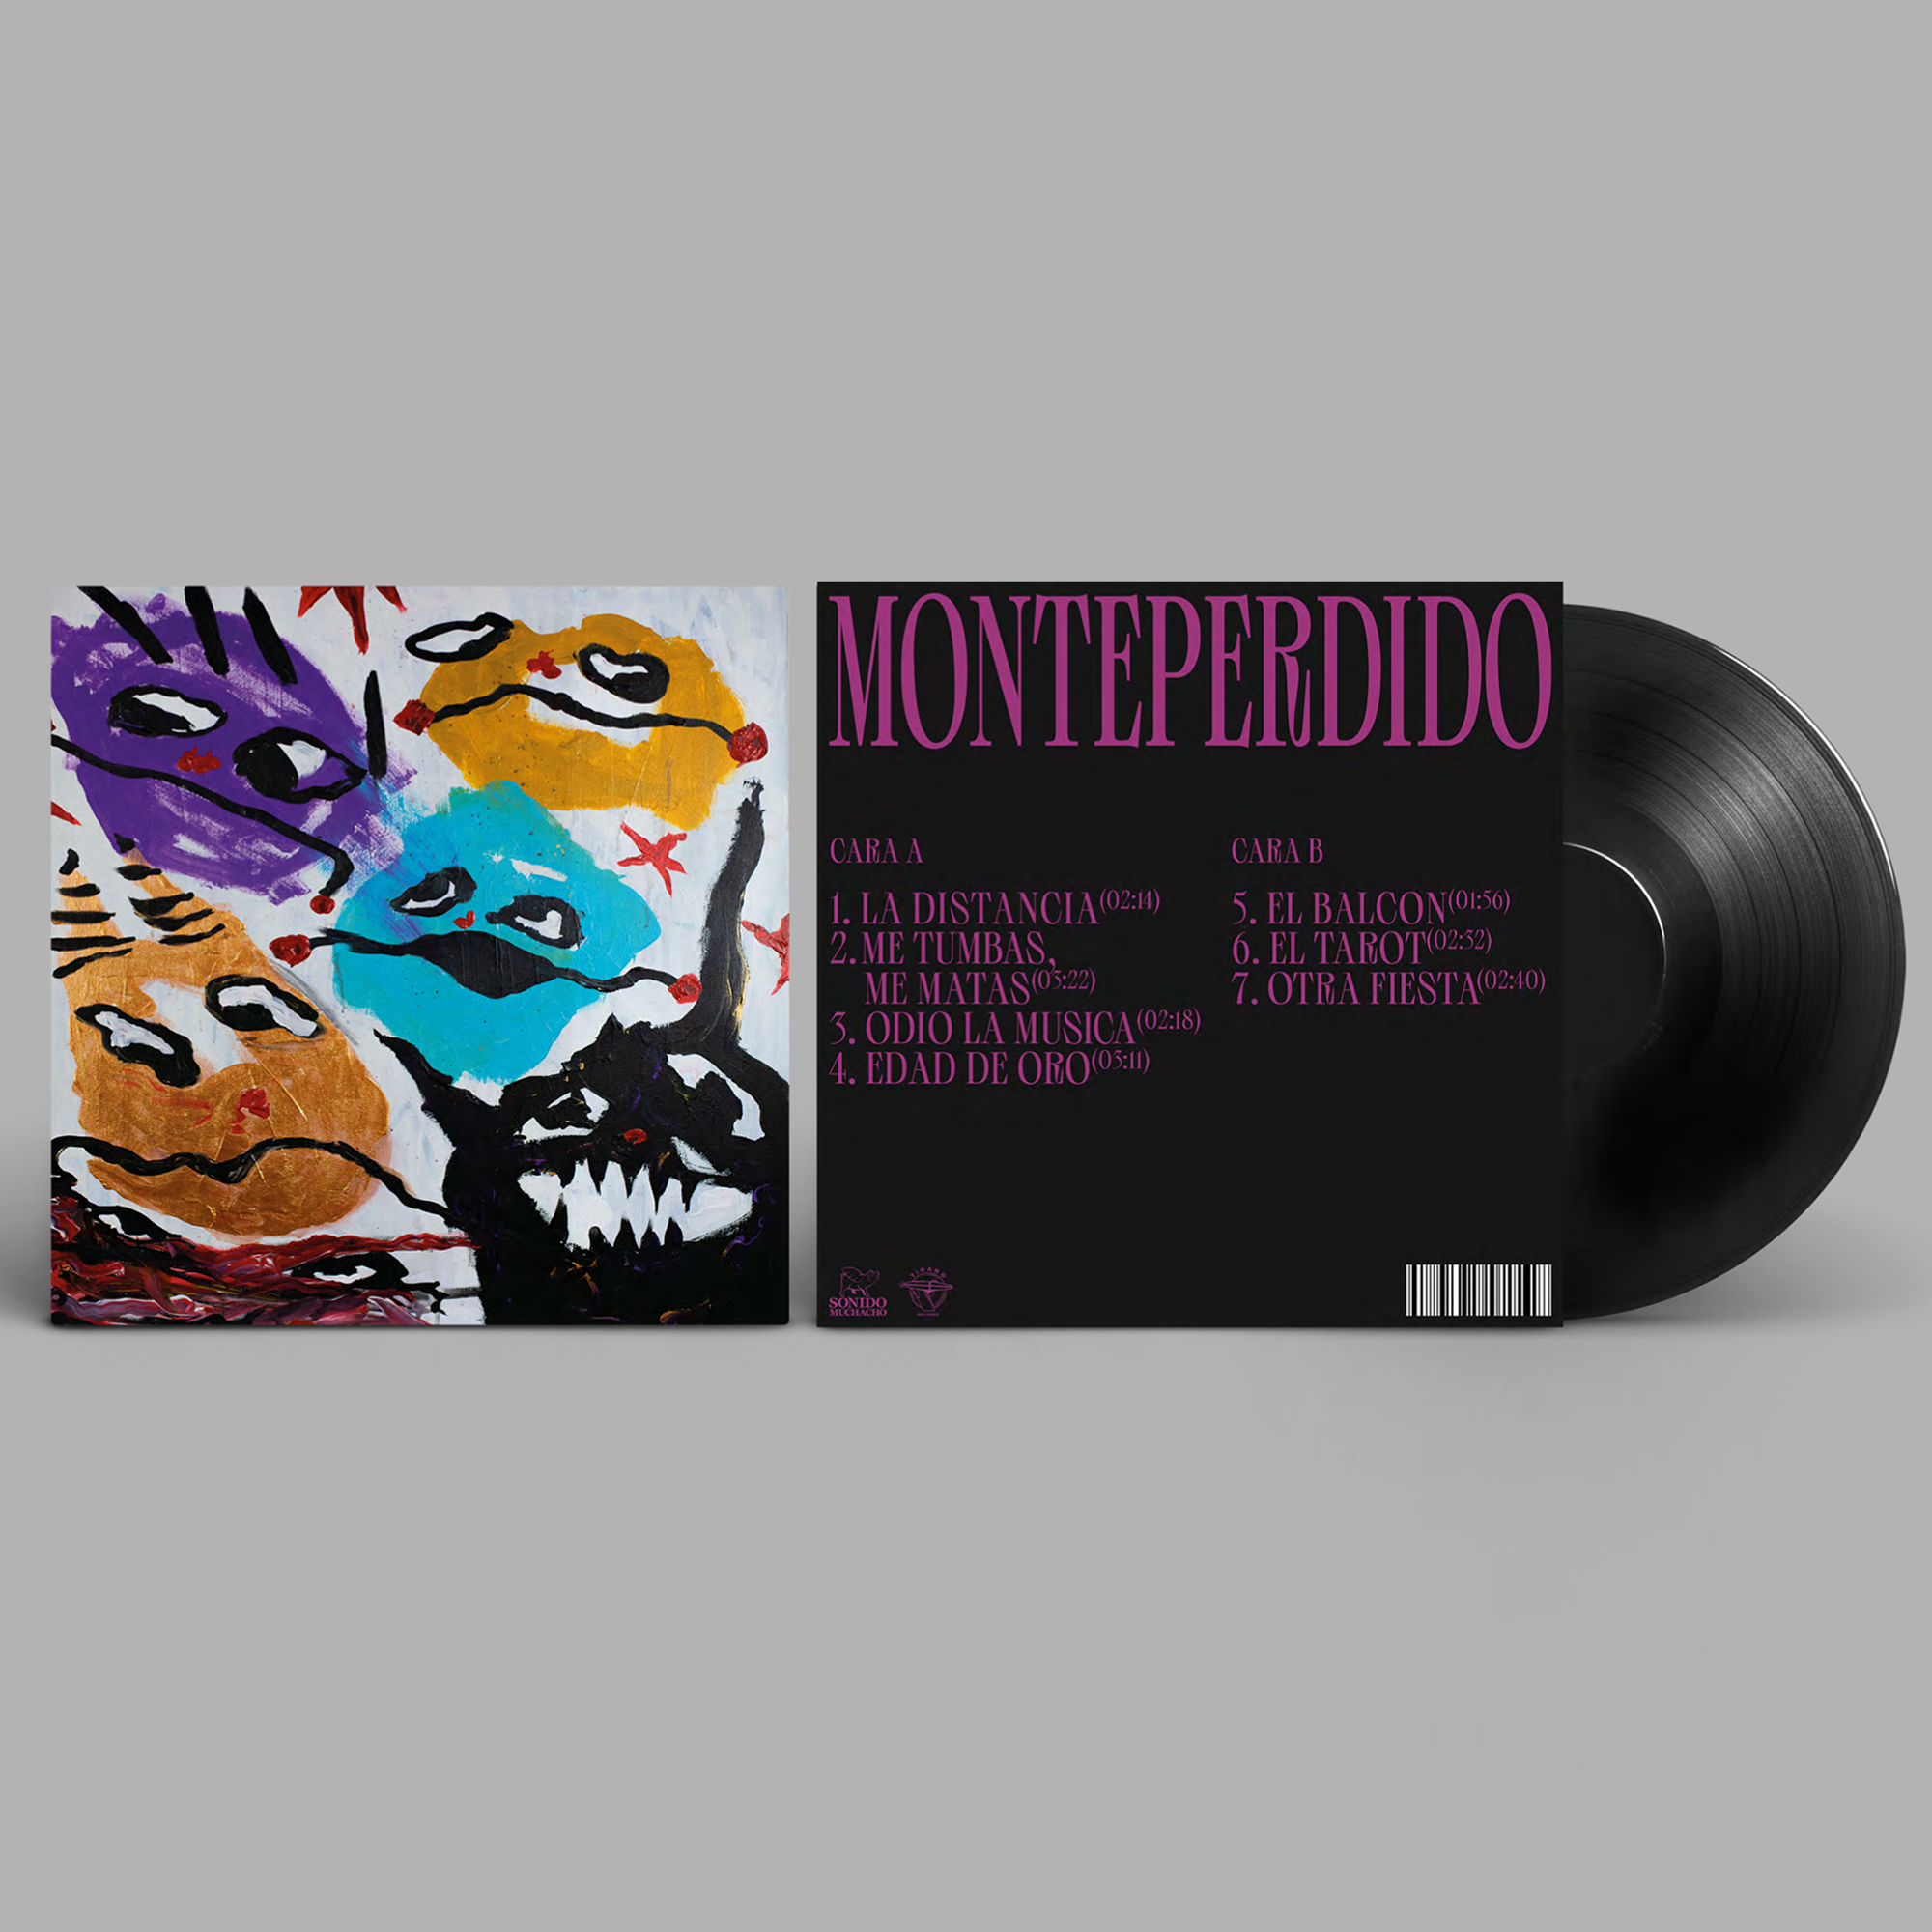 MONTEPERDIDO
CARA A
1. LA DISTANCIA(02:14)
2. ME TUMBAS,
ME MATAS(03:22)
3. ODIO LA MUSICA(02:18)
4. EDAD DE ORO(03:11)
CARA B
5. EL BALCON(01:56)
6. EL TAROT(02:32)
7. OTRA FIESTA(02:40)
SONIDO
MUCHACHO